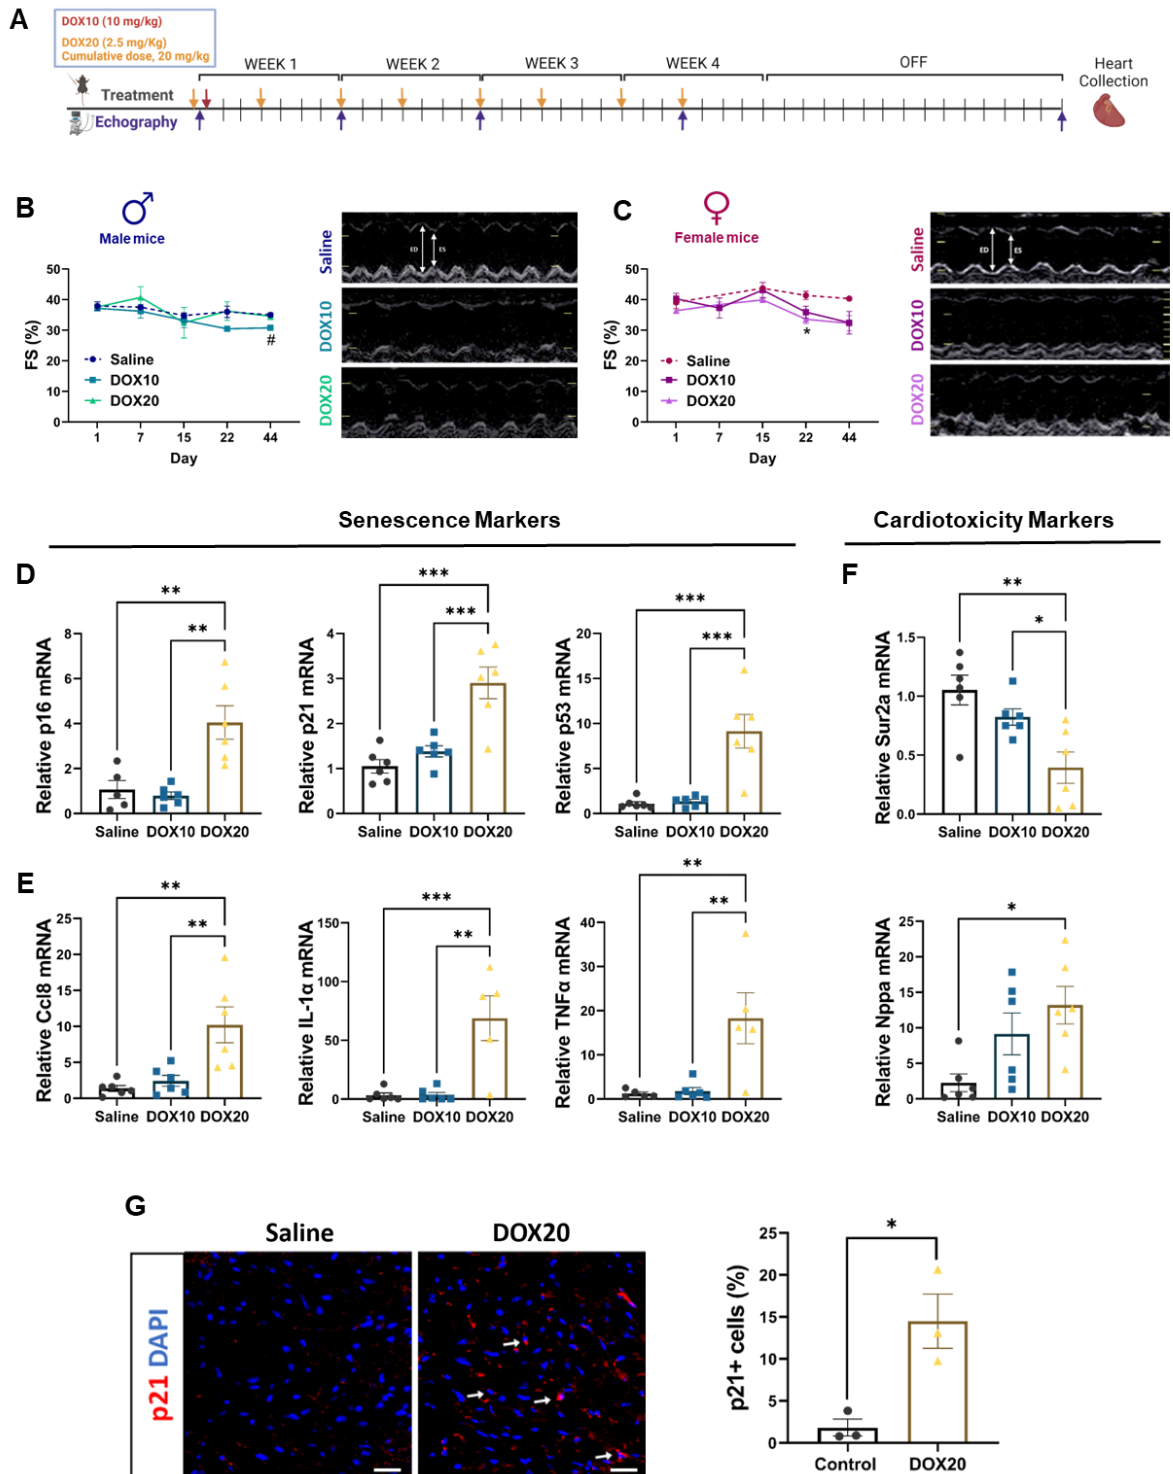 A
DOX10 (10 mg/kg)
DOX20 (2.5 mg/Kg)
Cumulative dose, 20 mg/kg
WEEK 1
WEEK 2
WEEK 3
WEEK 4
OFF
Heart
Collection
Treatment
Echography
B
Male mice
50
40
30
20
10
0
FS (%)
Saline
DOX10
DOX20
#
1
7
15
22
44
Day
Saline
DOX10
DOX20
ED
ES
C
Female mice
50
40
30
20
10
0
FS (%)
Saline
DOX10
DOX20
*
1
7
15
22
44
Day
Saline
DOX10
DOX20
ED
ES
Senescence Markers
Cardiotoxicity Markers
D
Relative p16 mRNA
8
6
4
2
0
**
**
Saline
DOX10
DOX20
Relative p21 mRNA
4
3
2
1
0
***
***
Saline
DOX10
DOX20
Relative p53 mRNA
20
15
10
5
0
***
***
Saline
DOX10
DOX20
F
Relative Sur2a mRNA
1.5
1.0
0.5
0.0
**
*
Saline
DOX10
DOX20
E
Relative Ccl8 mRNA
25
20
15
10
5
0
**
**
Saline
DOX10
DOX20
Relative IL-1α mRNA
150
100
50
0
***
**
Saline
DOX10
DOX20
Relative TNFα mRNA
40
30
20
10
0
**
**
Saline
DOX10
DOX20
Relative Nppa mRNA
25
20
15
10
5
0
*
Saline
DOX10
DOX20
G
Saline
DOX20
p21 DAPI
p21+ cells (%)
25
20
15
10
5
0
*
Control
DOX20